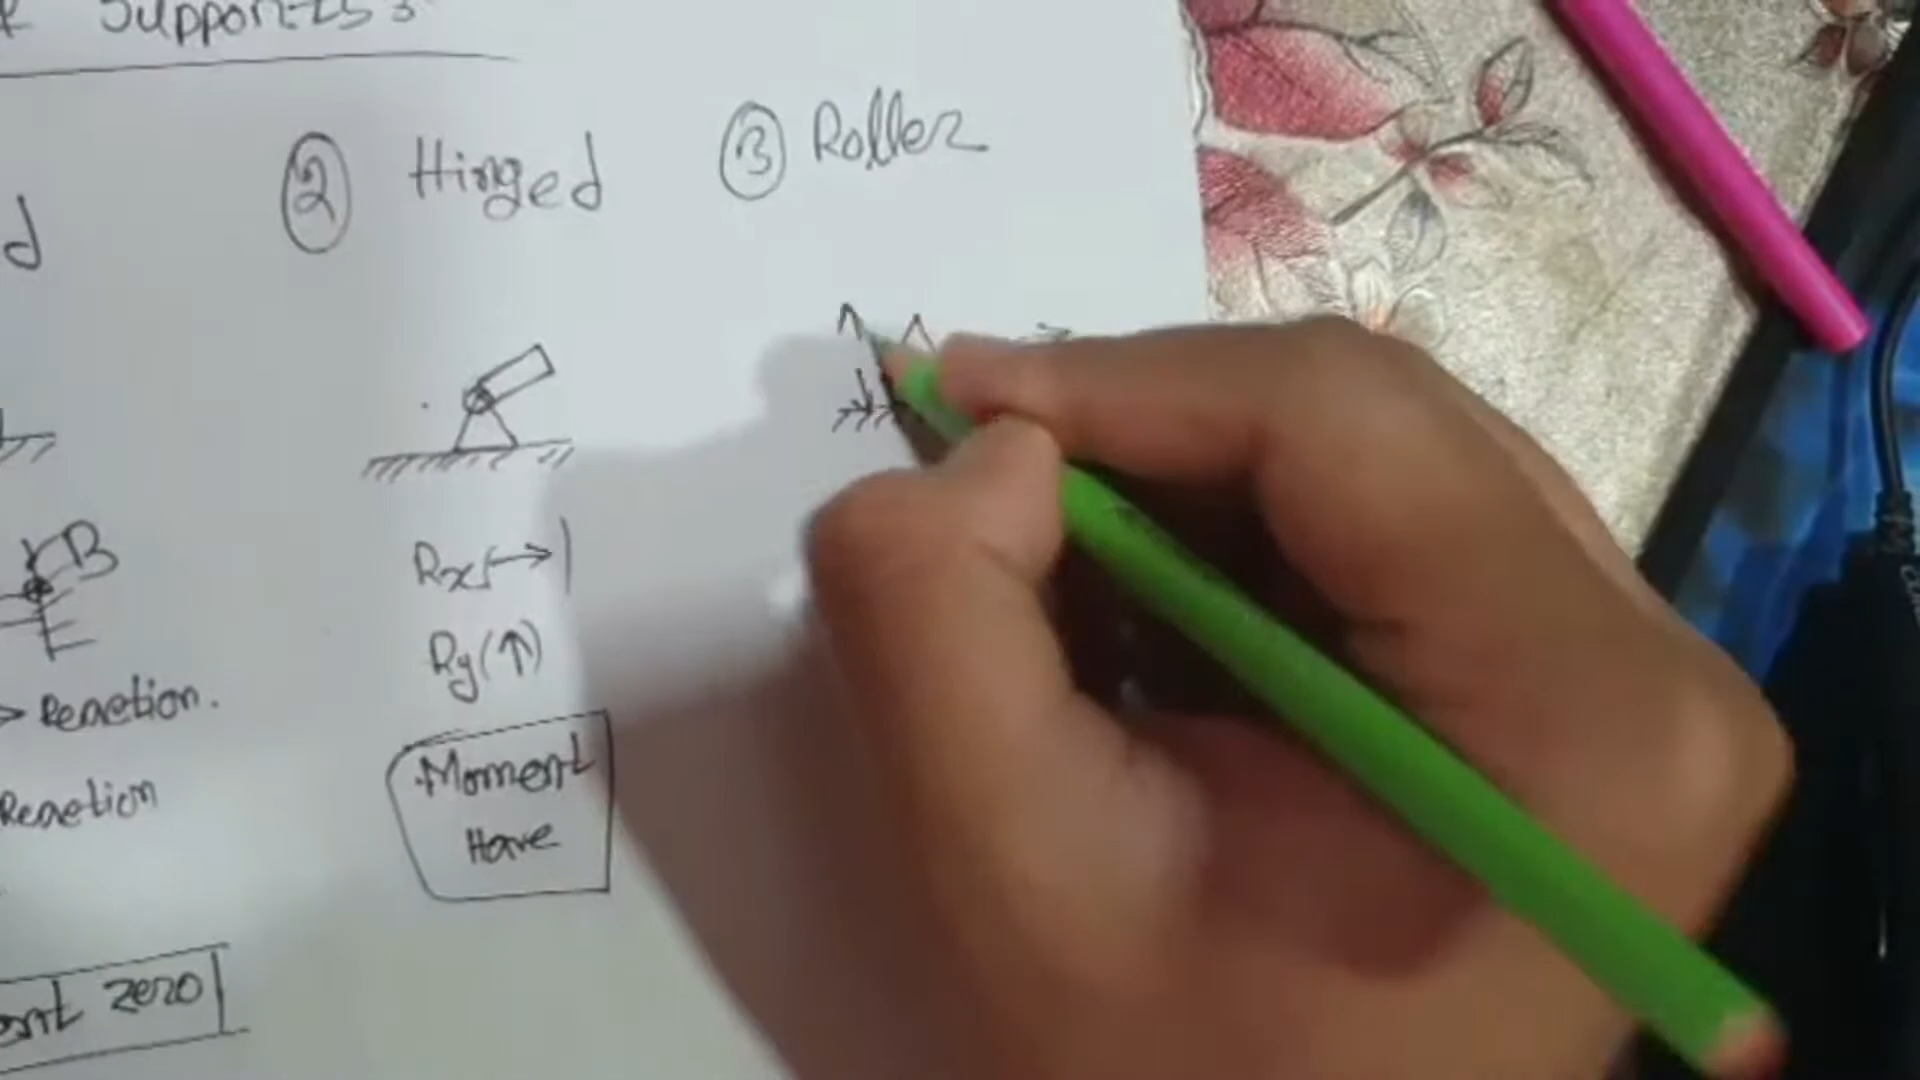 Supports
② Hinged
③ Roller
d
B
Rx(→)
Ry(↑)
> Reaction.
Reaction
Moment
Have
zero